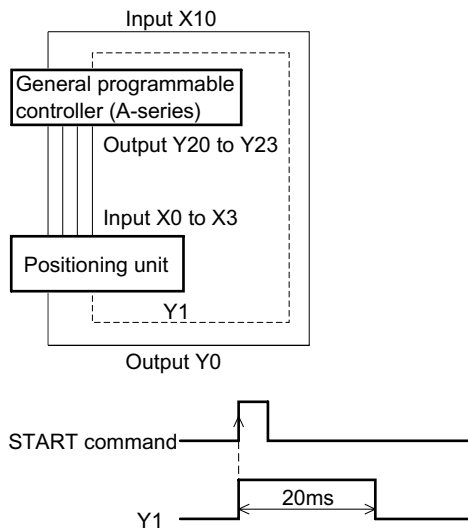 Input X10
General programmable
controller (A-series)
Output Y20 to Y23
Input X0 to X3
Positioning unit
Y1
Output Y0
START command
20ms
Y1